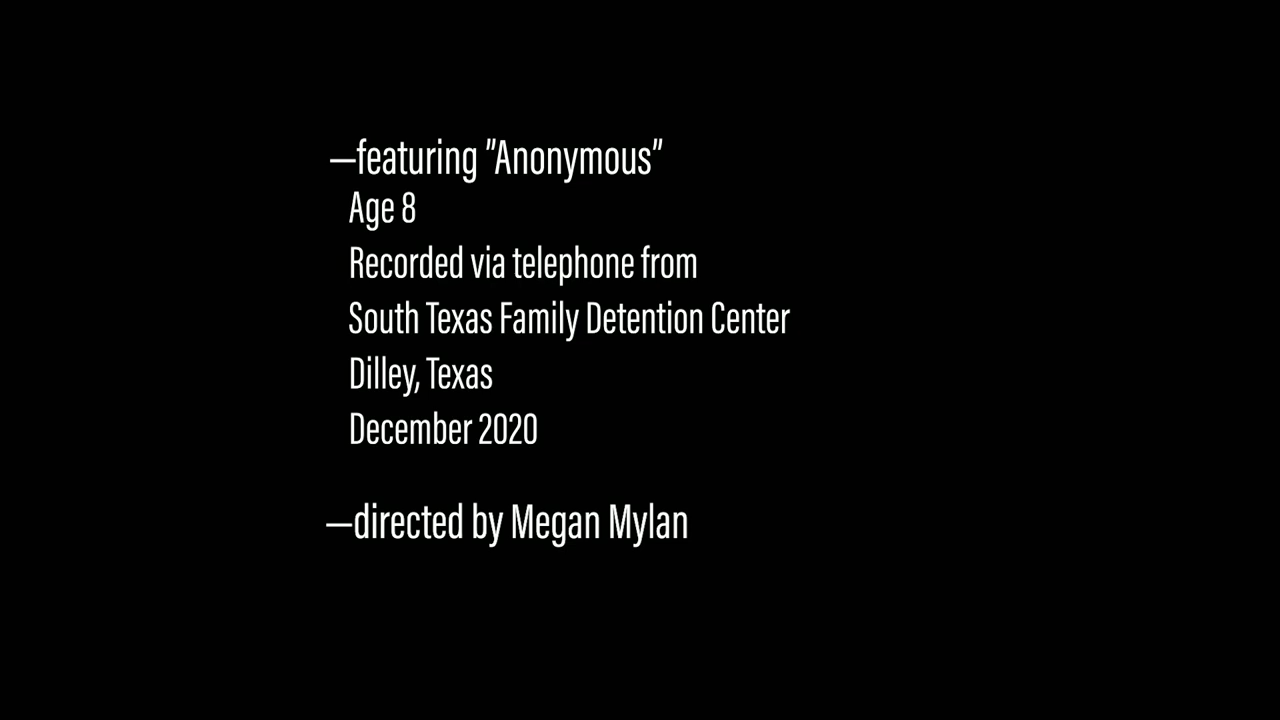 —featuring "Anonymous"
Age 8
Recorded via telephone from
South Texas Family Detention Center
Dilley, Texas
December 2020
—directed by Megan Mylan